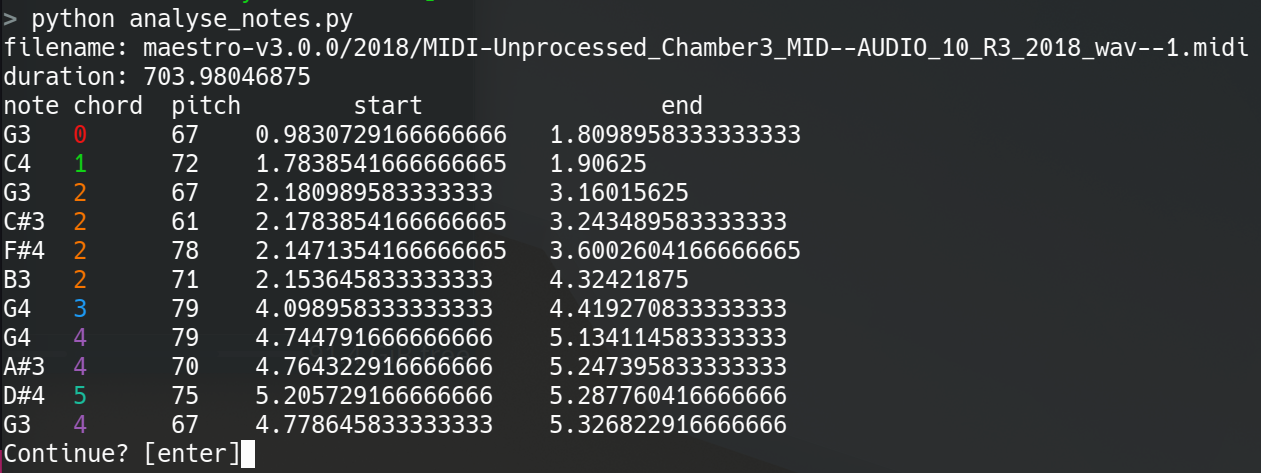 > python analyse_notes.py
filename: maestro-v3.0.0/2018/MIDI-Unprocessed_Chamber3_MID--AUDIO_10_R3_2018_wav--1.midi
duration: 703.98046875
note chord  pitch        start                 end
G3   0      67    0.9830729166666666   1.8098958333333333
C4   1      72    1.7838541666666665   1.90625
G3   2      67    2.180989583333333    3.16015625
C#3  2      61    2.1783854166666665   3.243489583333333
F#4  2      78    2.1471354166666665   3.6002604166666665
B3   2      71    2.153645833333333    4.32421875
G4   3      79    4.098958333333333    4.419270833333333
G4   4      79    4.744791666666666    5.134114583333333
A#3  4      70    4.764322916666666    5.247395833333333
D#4  5      75    5.205729166666666    5.287760416666666
G3   4      67    4.778645833333333    5.326822916666666
Continue? [enter]